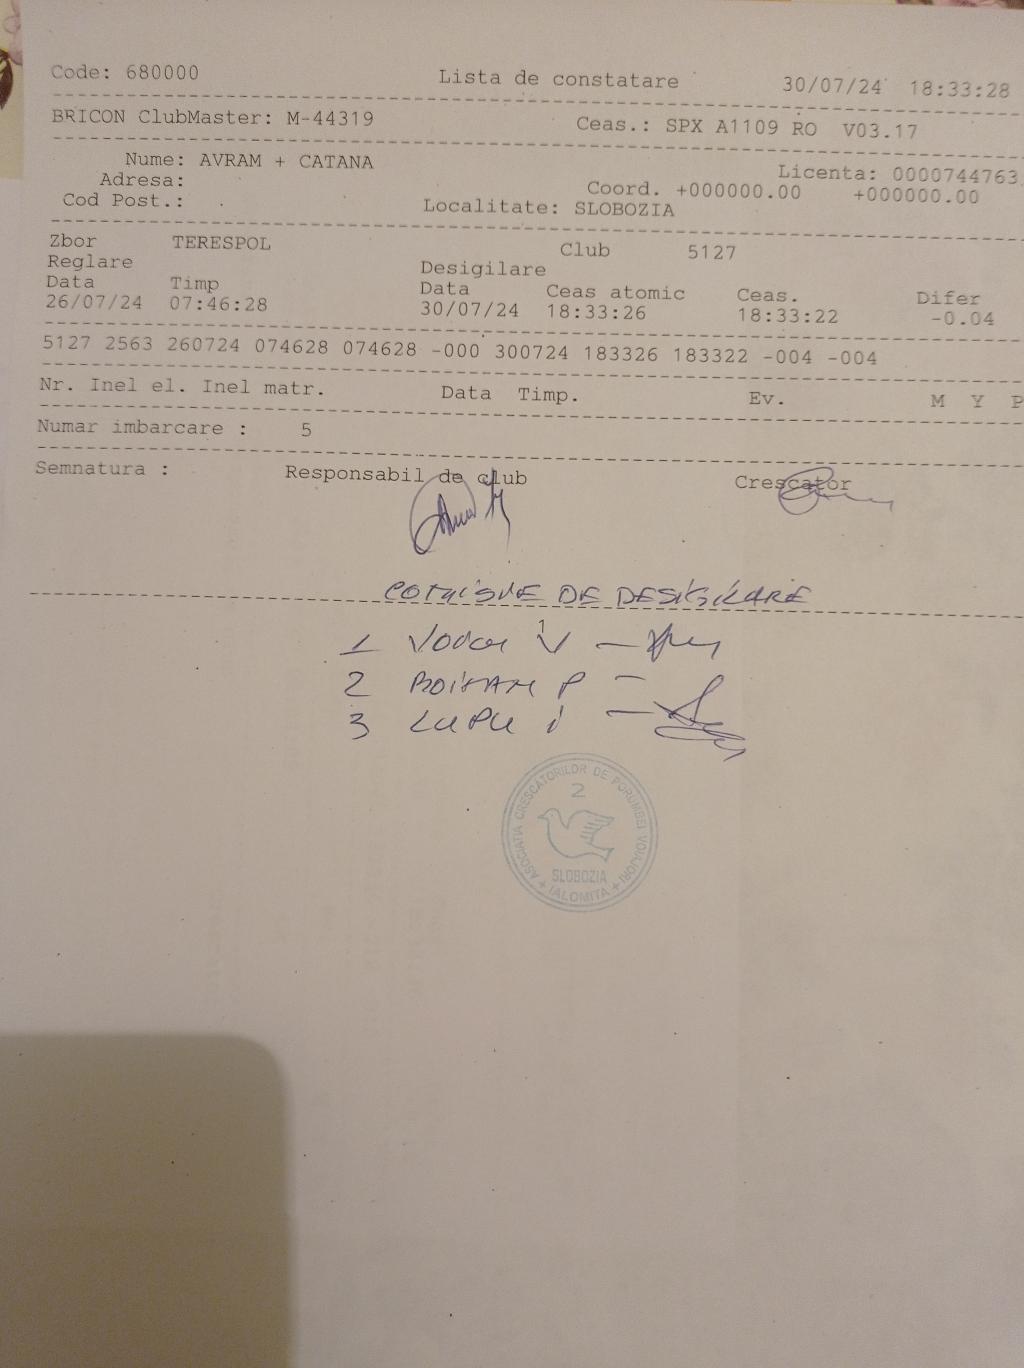 Code: 680000 Lista de constatare 30/07/24 18:33:28
BRICON ClubMaster: M-44319 Ceas.: SPX A1109 RO V03.17
Nume: AVRAM + CATANA Licenta: 0000744763
Adresa: Coord. +000000.00 +000000.00
Cod Post.: . Localitate: SLOBOZIA
Zbor TERESPOL Club 5127
Reglare Desigilare
Data Timp Data Ceas atomic Ceas. Difer
26/07/24 07:46:28 30/07/24 18:33:26 18:33:22 -0.04
5127 2563 260724 074628 074628 -000 300724 183326 183322 -004 -004
Nr. Inel el. Inel matr. Data Timp. Ev. M Y P
Numar imbarcare : 5
Semnatura : Responsabil de club Crescator
DE DESIGILARE
1 V
2 P
3 LUPU I
ASOCIATIA CRESCATORILOR DE PORUMBEI VOIAJORI
2
SLOBOZIA
+ IALOMITA +